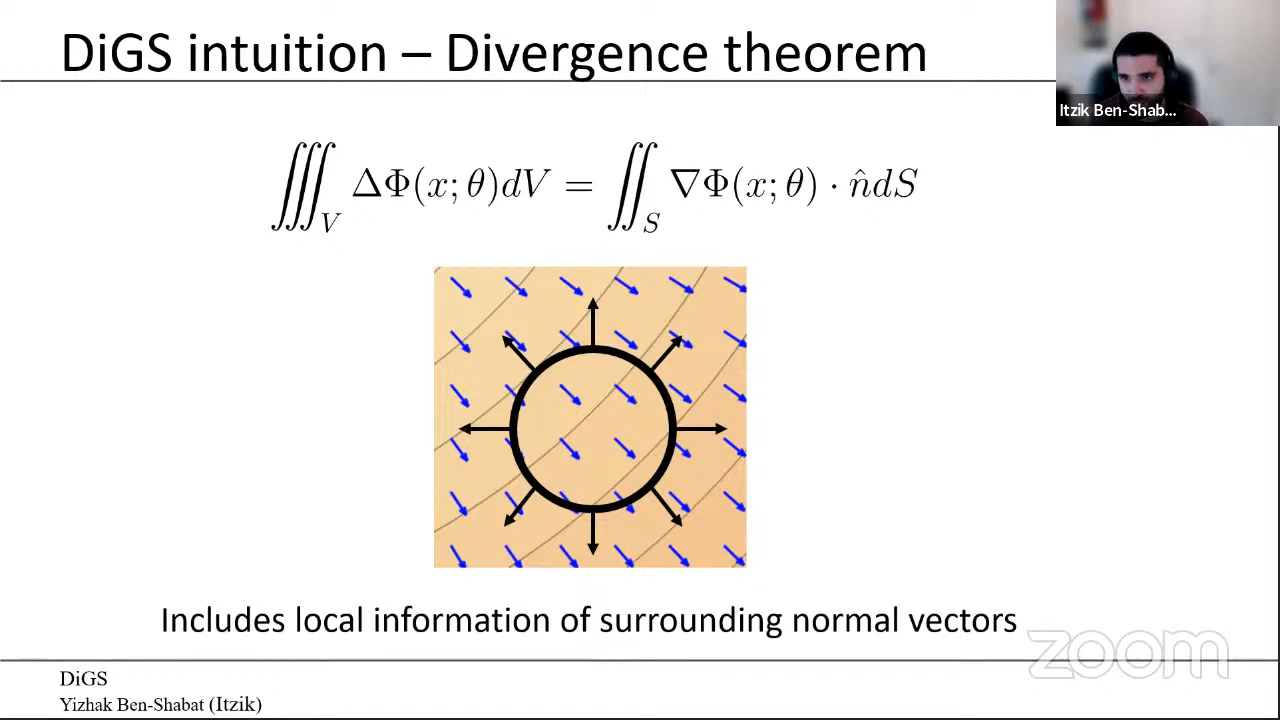 DiGS intuition – Divergence theorem
Itzik Ben-Shab...
∭_V ΔΦ(x; θ)dV = ∬_S ∇Φ(x; θ) · n̂dS
Includes local information of surrounding normal vectors
zoom
DiGS
Yizhak Ben-Shabat (Itzik)